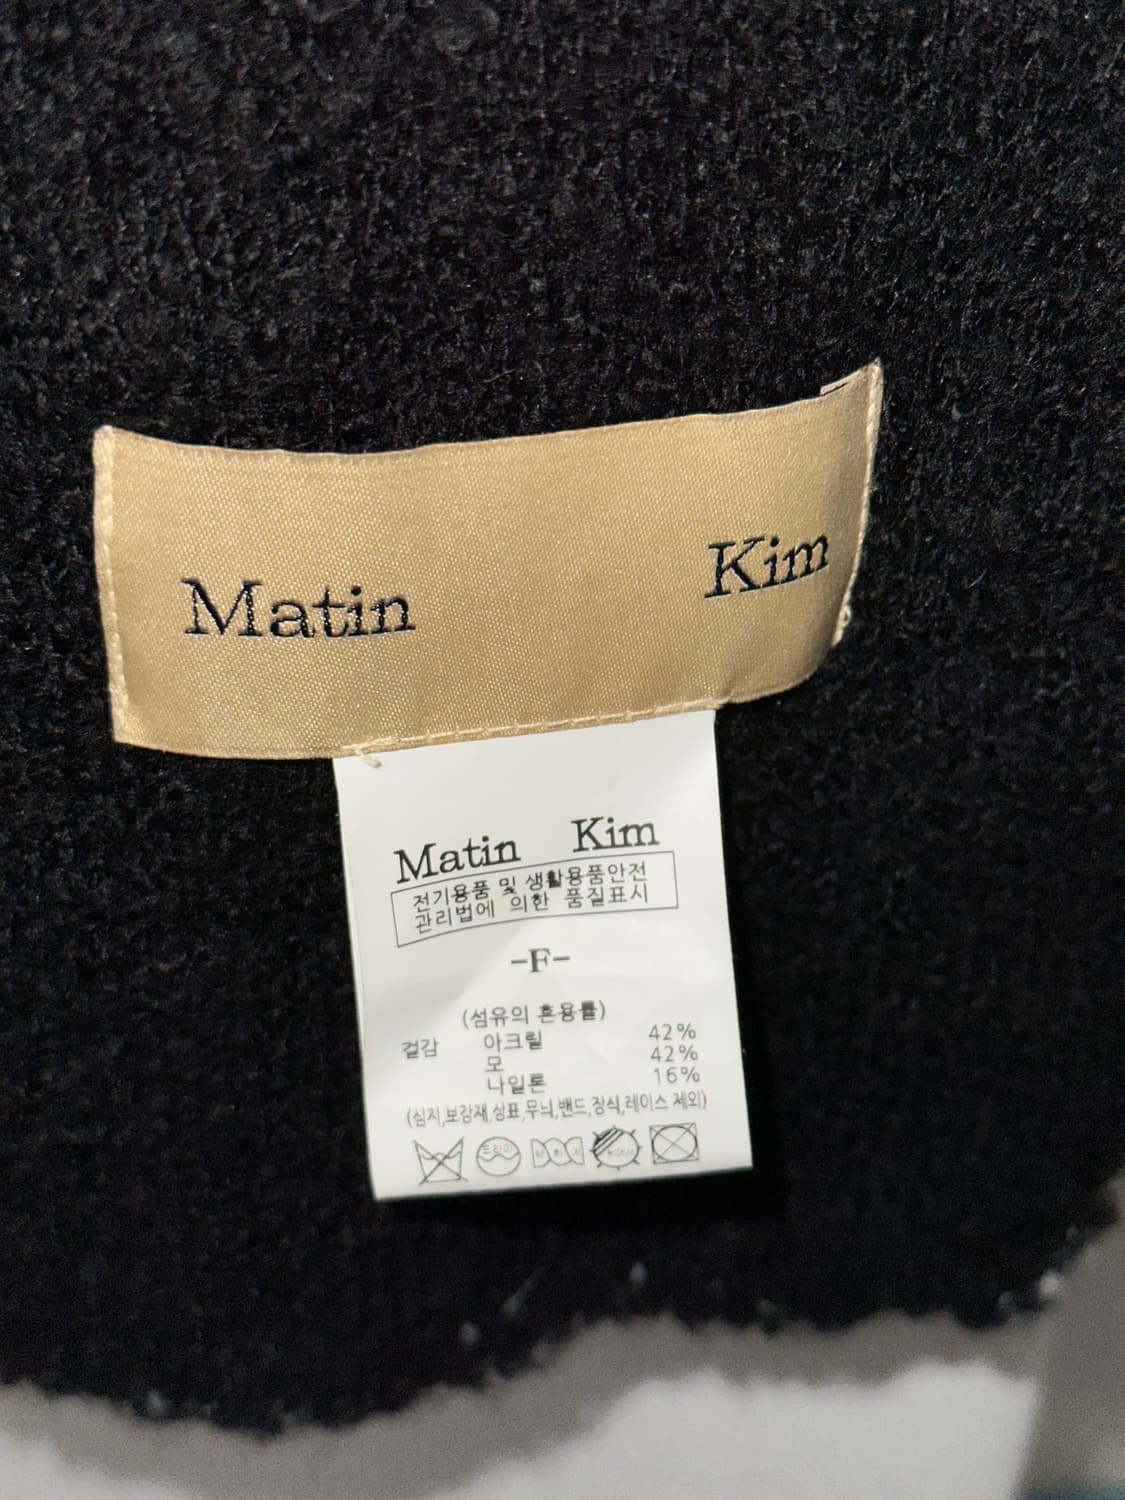 Matin Kim
Matin Kim
전기용품 및 생활용품안전
관리법에 의한 품질표시
-F-
(섬유의 혼용률)
겉감 아크릴 42%
모 42%
나일론 16%
(심지,보강재,상표,무늬,밴드,장식,레이스 제외)
드라이